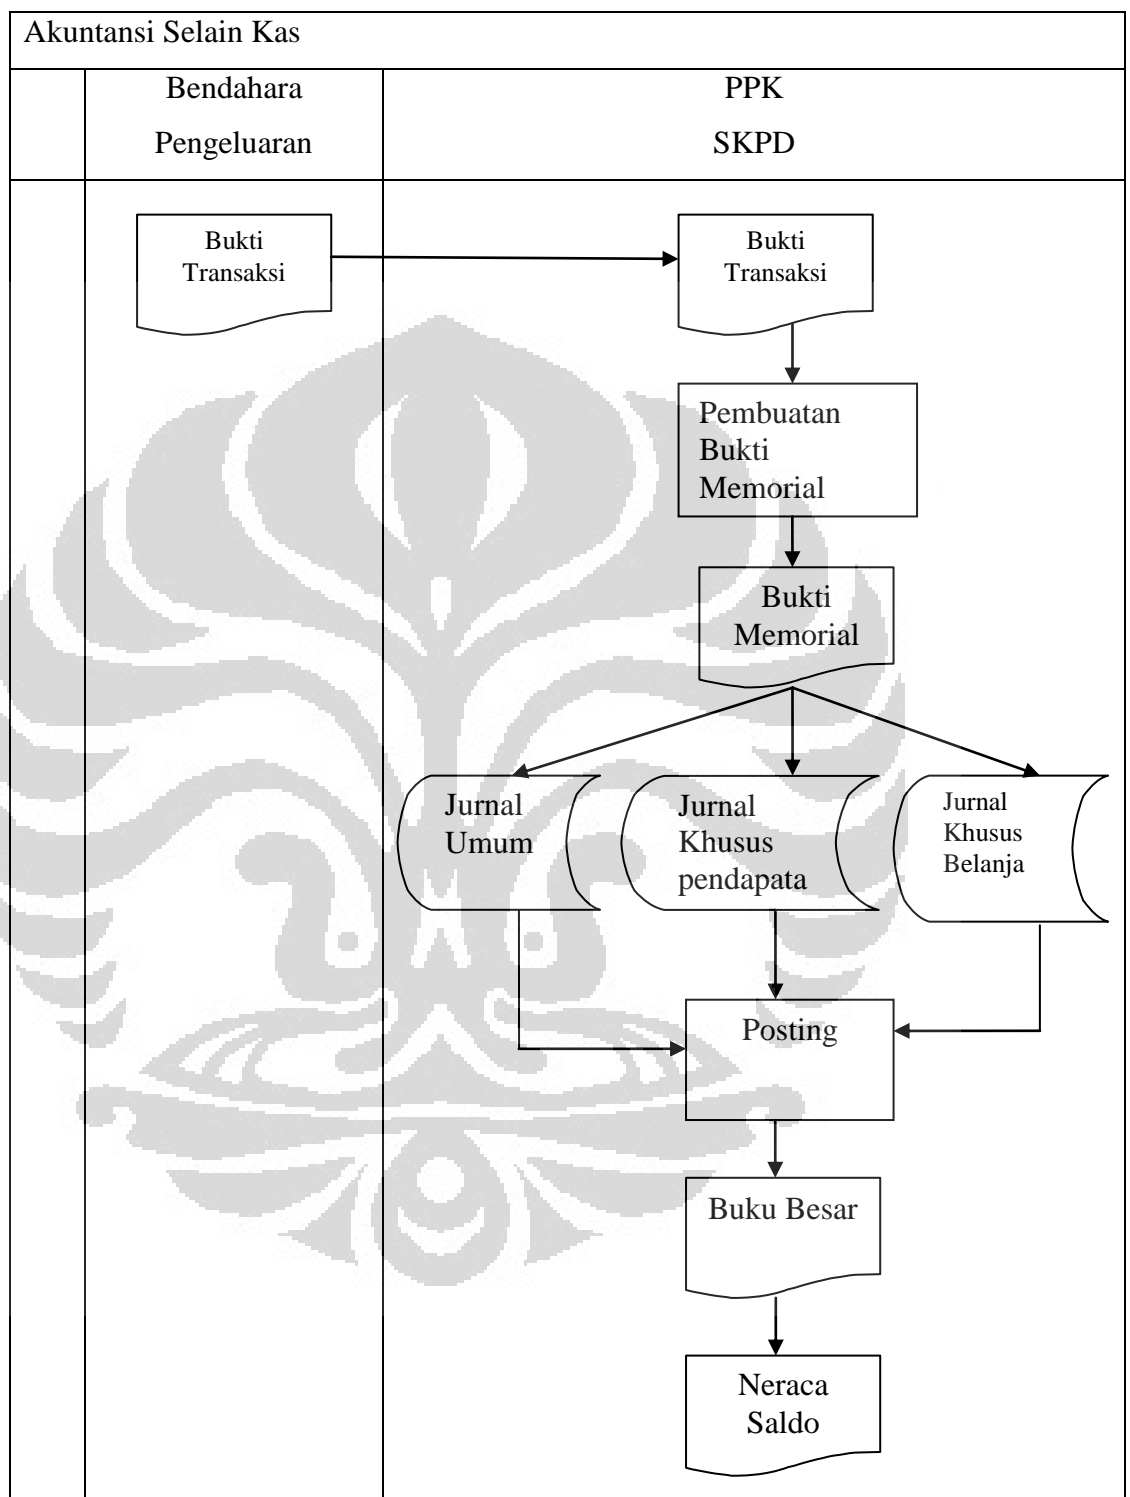 Akuntansi Selain Kas
Bendahara
Pengeluaran
PPK
SKPD
Bukti
Transaksi
Bukti
Transaksi
Pembuatan
Bukti
Memorial
Bukti
Memorial
Jurnal
Umum
Jurnal
Khusus
pendapata
Jurnal
Khusus
Belanja
Posting
Buku Besar
Neraca
Saldo